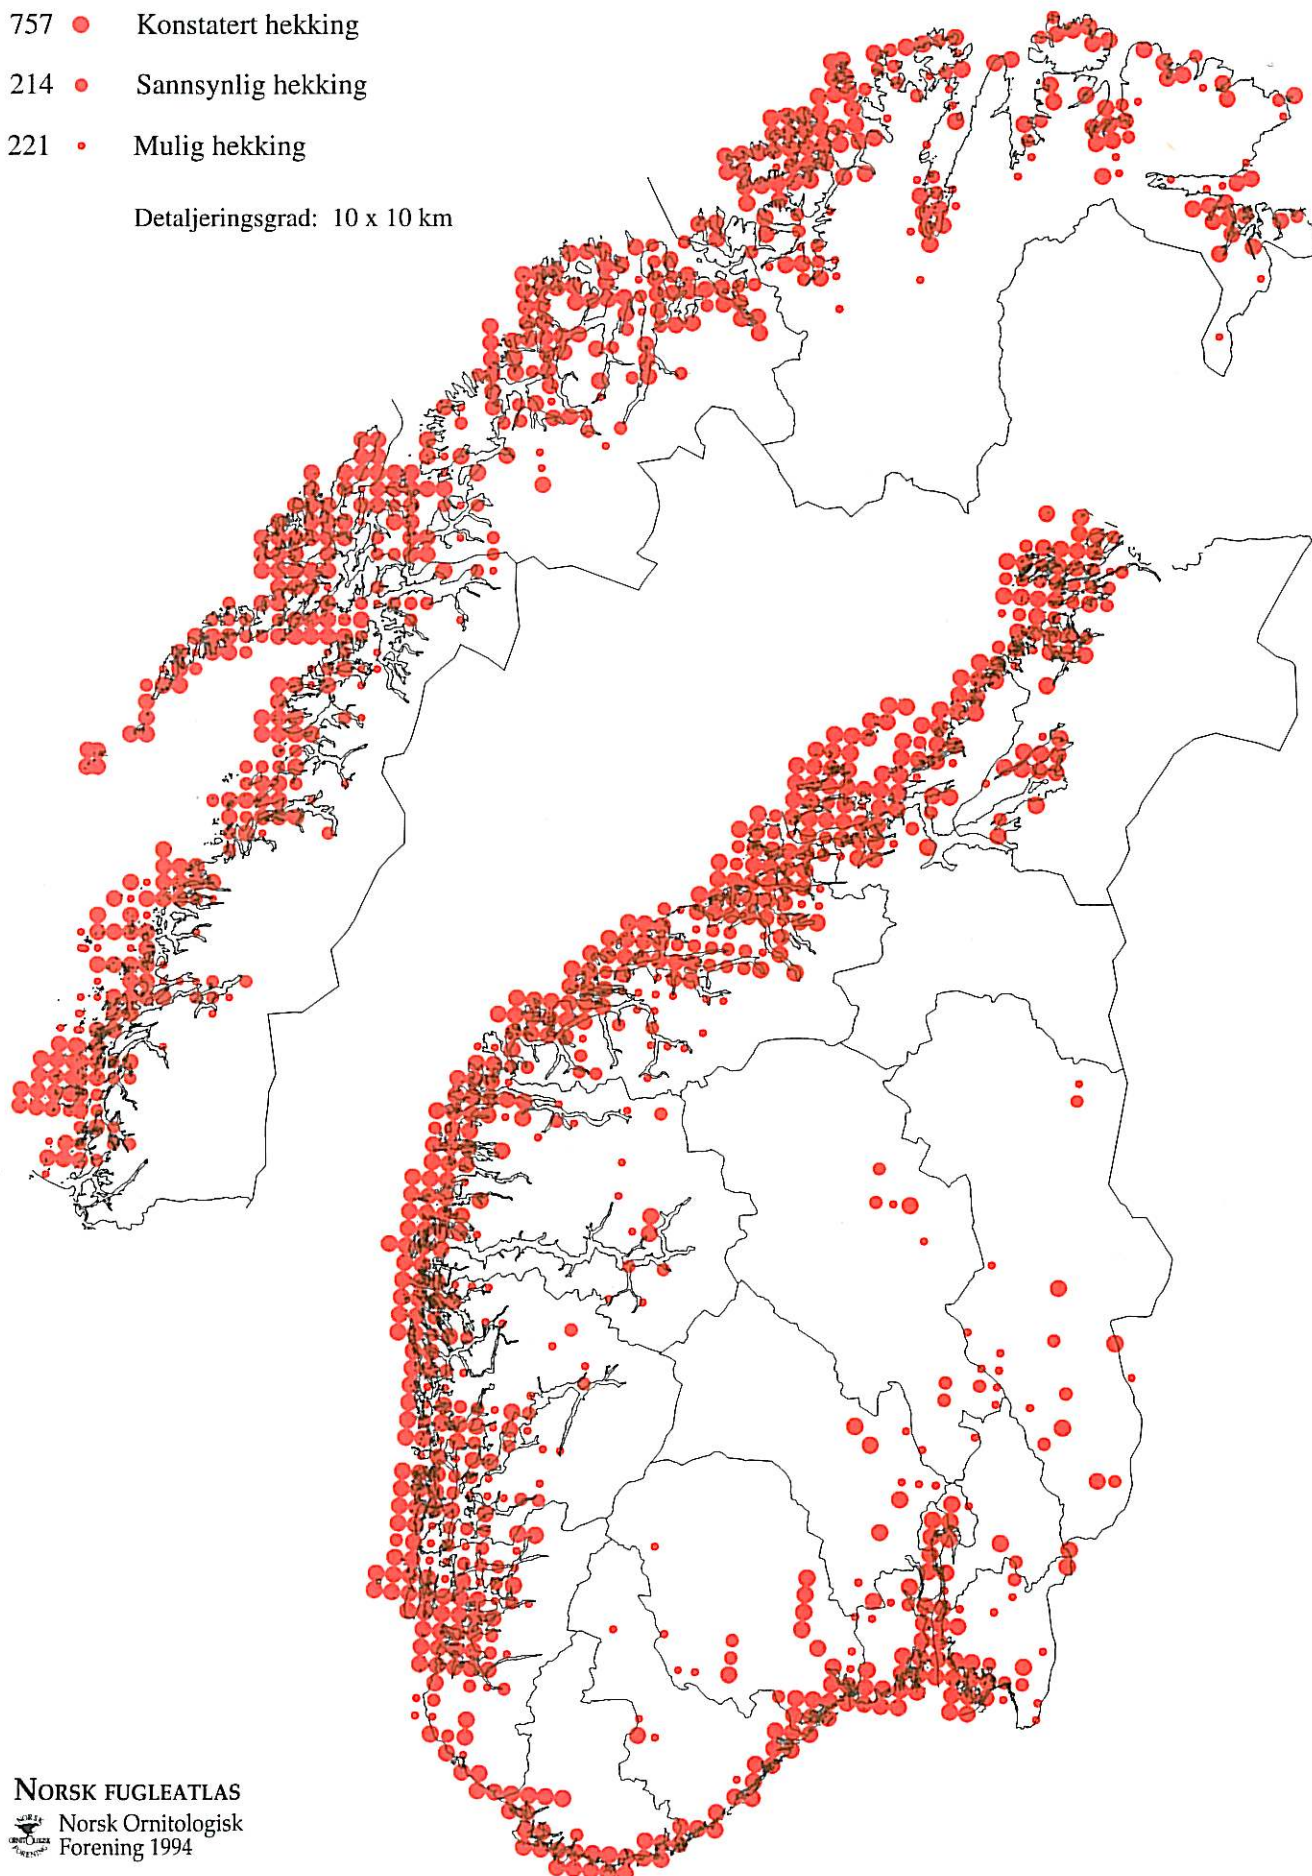 757 Konstatert hekking
214 Sannsynlig hekking
221 Mulig hekking
Detaljeringsgrad: 10 x 10 km
NORSK FUGLEATLAS
Norsk Ornitologisk
Forening 1994